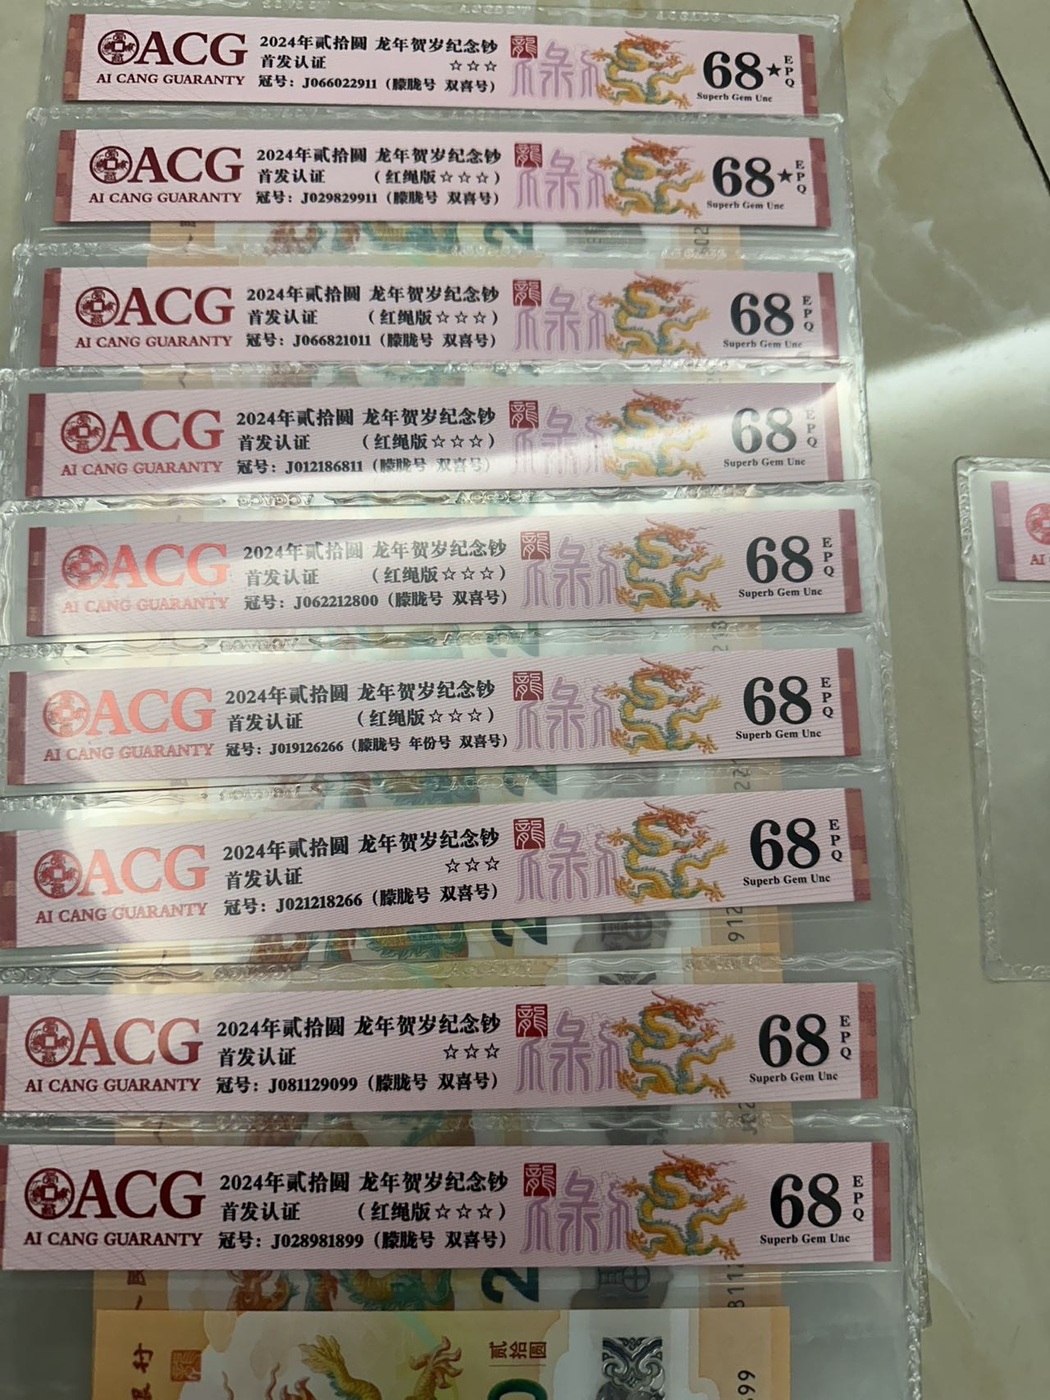 ACG
AI CANG GUARANTY
2024年贰拾圆 龙年贺岁纪念钞
首发认证 ☆☆☆
冠号：J066022911（朦胧号 双喜号）
68★
EPQ
Superb Gem Unc
ACG
AI CANG GUARANTY
2024年贰拾圆 龙年贺岁纪念钞
首发认证 （红绳版☆☆☆）
冠号：J029829911（朦胧号 双喜号）
68★
EPQ
Superb Gem Unc
ACG
AI CANG GUARANTY
2024年贰拾圆 龙年贺岁纪念钞
首发认证 （红绳版☆☆☆）
冠号：J066821011（朦胧号 双喜号）
68
EPQ
Superb Gem Unc
ACG
AI CANG GUARANTY
2024年贰拾圆 龙年贺岁纪念钞
首发认证 （红绳版☆☆☆）
冠号：J012186811（朦胧号 双喜号）
68
EPQ
Superb Gem Unc
ACG
AI CANG GUARANTY
2024年贰拾圆 龙年贺岁纪念钞
首发认证 （红绳版☆☆☆）
冠号：J062212800（朦胧号 双喜号）
68
EPQ
Superb Gem Unc
ACG
AI CANG GUARANTY
2024年贰拾圆 龙年贺岁纪念钞
首发认证 （红绳版☆☆☆）
冠号：J019126266（朦胧号 年份号 双喜号）
68
EPQ
Superb Gem Unc
ACG
AI CANG GUARANTY
2024年贰拾圆 龙年贺岁纪念钞
首发认证 ☆☆☆
冠号：J021218266（朦胧号 双喜号）
68
EPQ
Superb Gem Unc
ACG
AI CANG GUARANTY
2024年贰拾圆 龙年贺岁纪念钞
首发认证 ☆☆☆
冠号：J081129099（朦胧号 双喜号）
68
EPQ
Superb Gem Unc
ACG
AI CANG GUARANTY
2024年贰拾圆 龙年贺岁纪念钞
首发认证 （红绳版☆☆☆）
冠号：J028981899（朦胧号 双喜号）
68
EPQ
Superb Gem Unc
贰拾圆